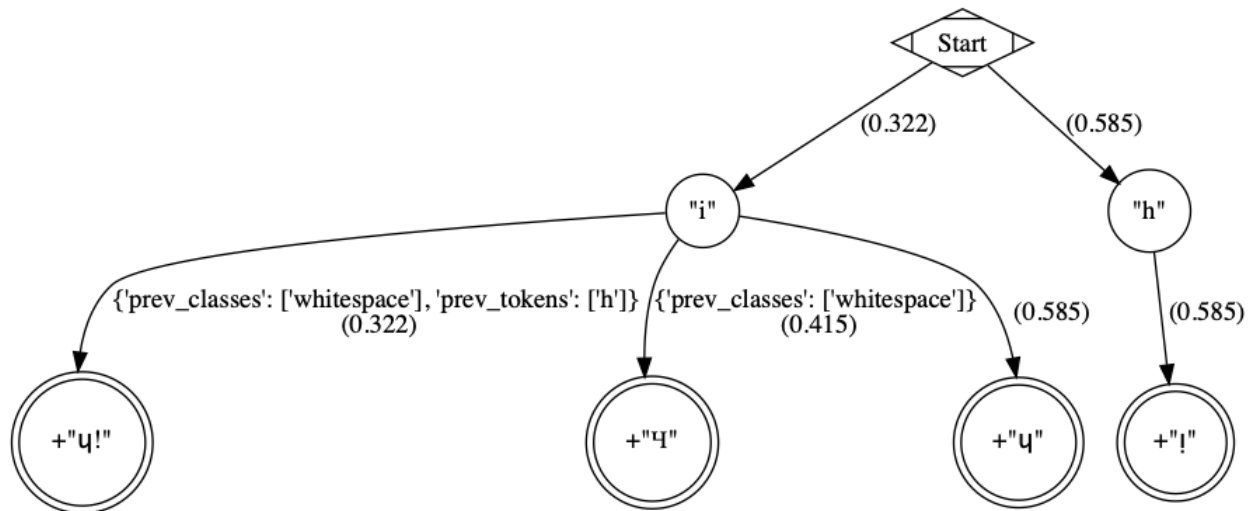 Start
(0.322)
(0.585)
"i"
"h"
{'prev_classes': ['whitespace'], 'prev_tokens': ['h']}
(0.322)
{'prev_classes': ['whitespace']}
(0.415)
(0.585)
(0.585)
+"ɥ!"
+"Ɥ"
+"ɥ"
+"ᴉ"